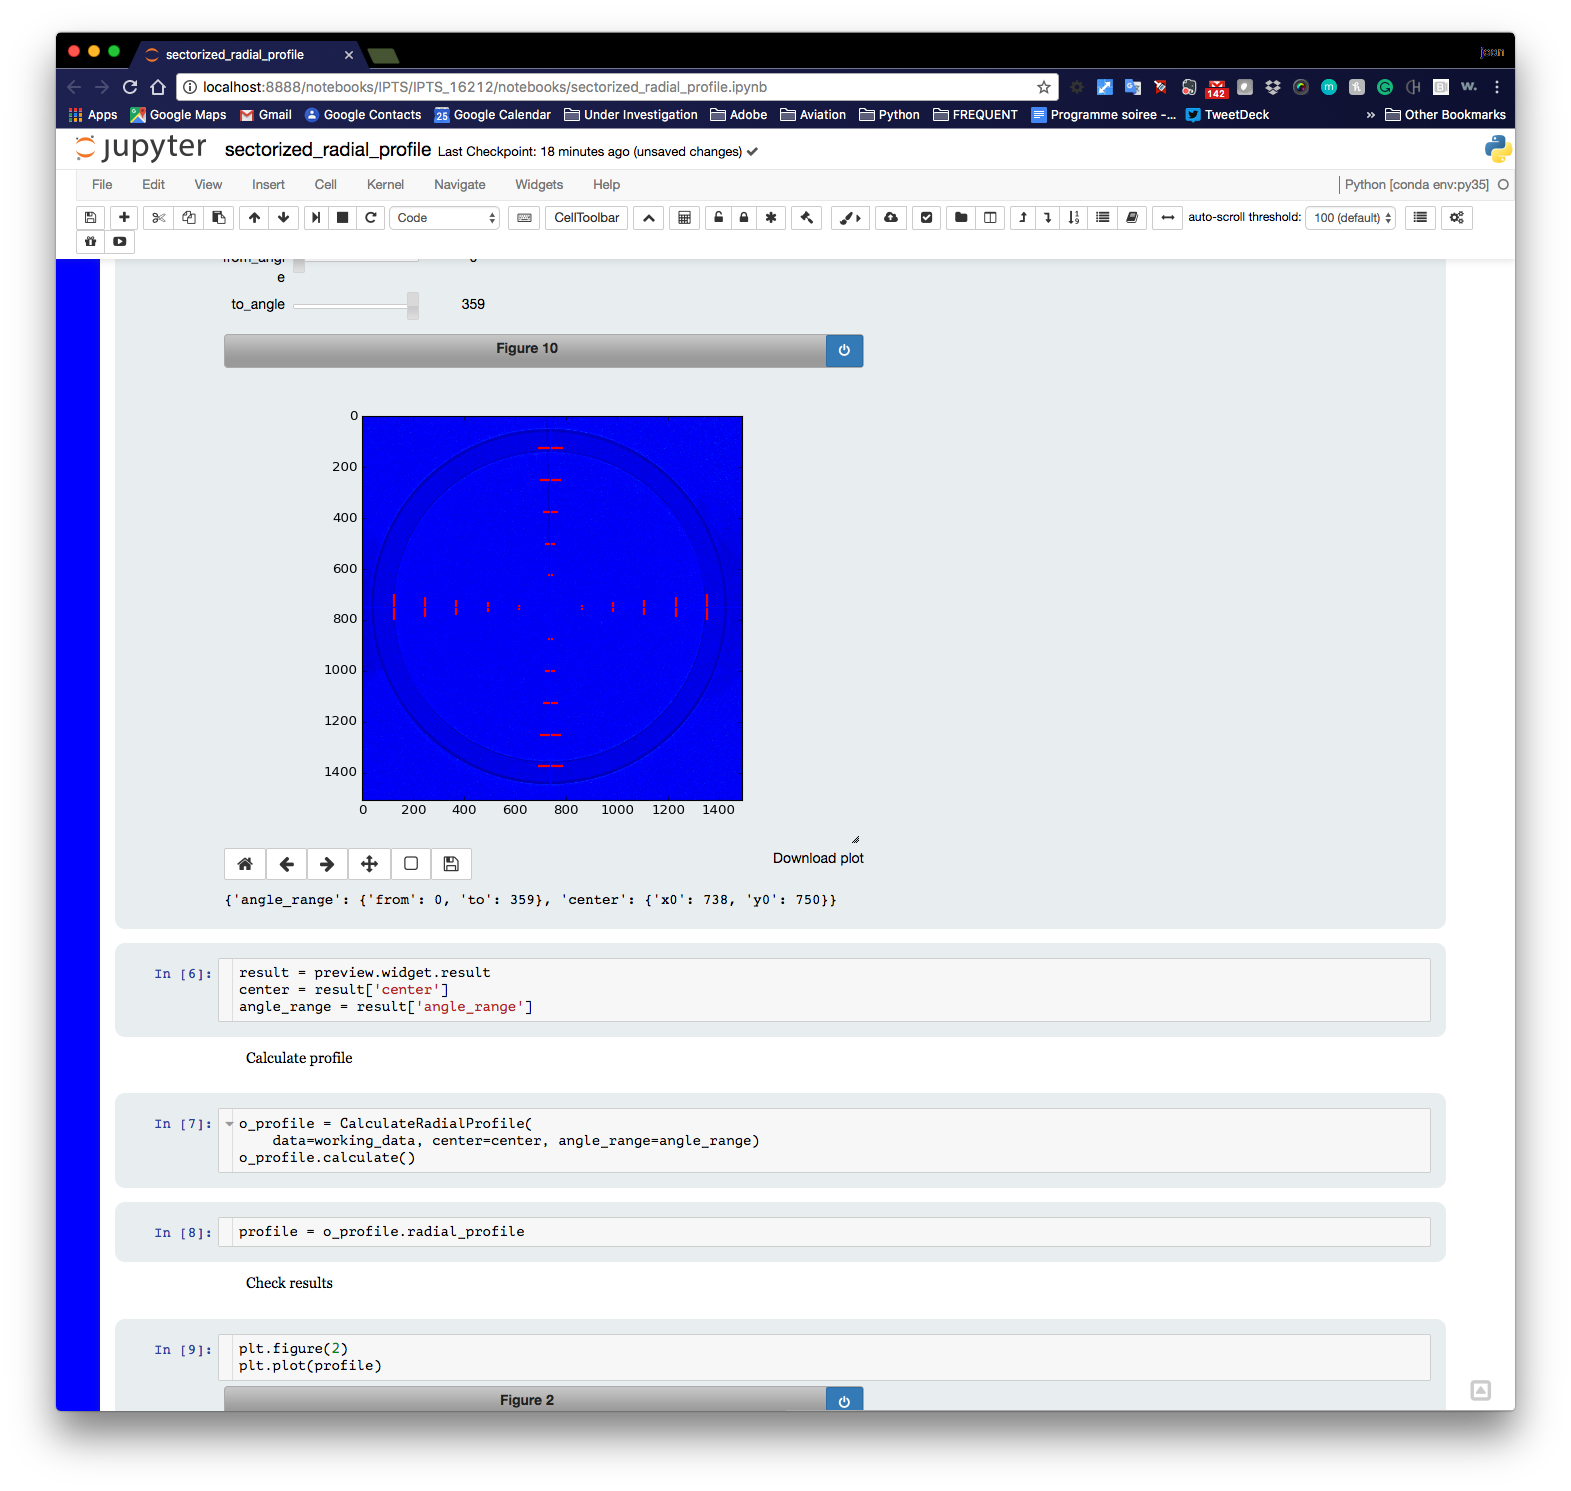 sectorized_radial_profile
×
localhost:8888/notebooks/IPTS/IPTS_16212/notebooks/sectorized_radial_profile.ipynb
142
Apps Google Maps Gmail Google Contacts 25 Google Calendar Under Investigation Adobe Aviation Python FREQUENT Programme soiree -... TweetDeck » Other Bookmarks
jupyter sectorized_radial_profile Last Checkpoint: 18 minutes ago (unsaved changes)
File Edit View Insert Cell Kernel Navigate Widgets Help Python [conda env:py35]
Code CellToolbar auto-scroll threshold: 100 (default)
from_angl
e
0
to_angle 359
Figure 10
0
200
400
600
800
1000
1200
1400
0 200 400 600 800 1000 1200 1400
Download plot
{'angle_range': {'from': 0, 'to': 359}, 'center': {'x0': 738, 'y0': 750}}
In [6]: result = preview.widget.result
center = result['center']
angle_range = result['angle_range']
Calculate profile
In [7]: o_profile = CalculateRadialProfile(
data=working_data, center=center, angle_range=angle_range)
o_profile.calculate()
In [8]: profile = o_profile.radial_profile
Check results
In [9]: plt.figure(2)
plt.plot(profile)
Figure 2